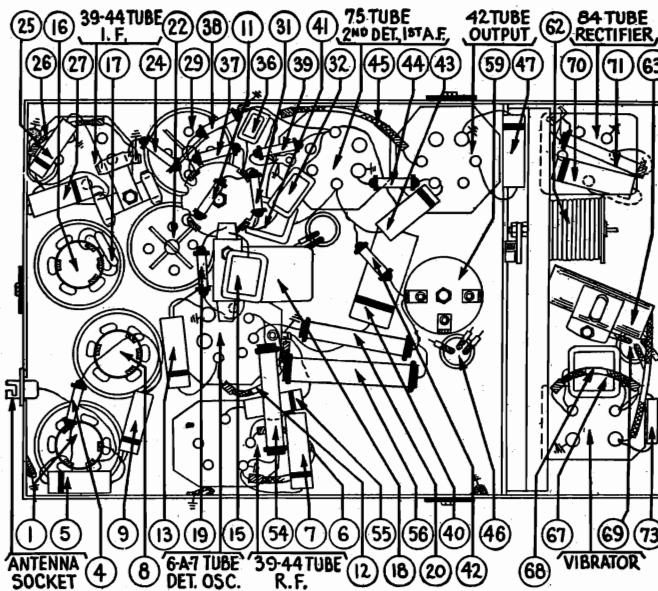 25 16 39-44 TUBE 22 38 11 31 41 75 TUBE 42 TUBE 62 84 TUBE
I. F. 2ND DET, 1ST A.F. OUTPUT RECTIFIER
26 27 17 24 29 37 36 39 32 45 44 43 59 47 70 71 63
1 5 9 13 19 15 54 7 6 55 56 40 46 67 69 73
ANTENNA 4 8 6-A-7 TUBE 39-44 TUBE 12 18 20 42 68 VIBRATOR
SOCKET DET. OSC. R.F.